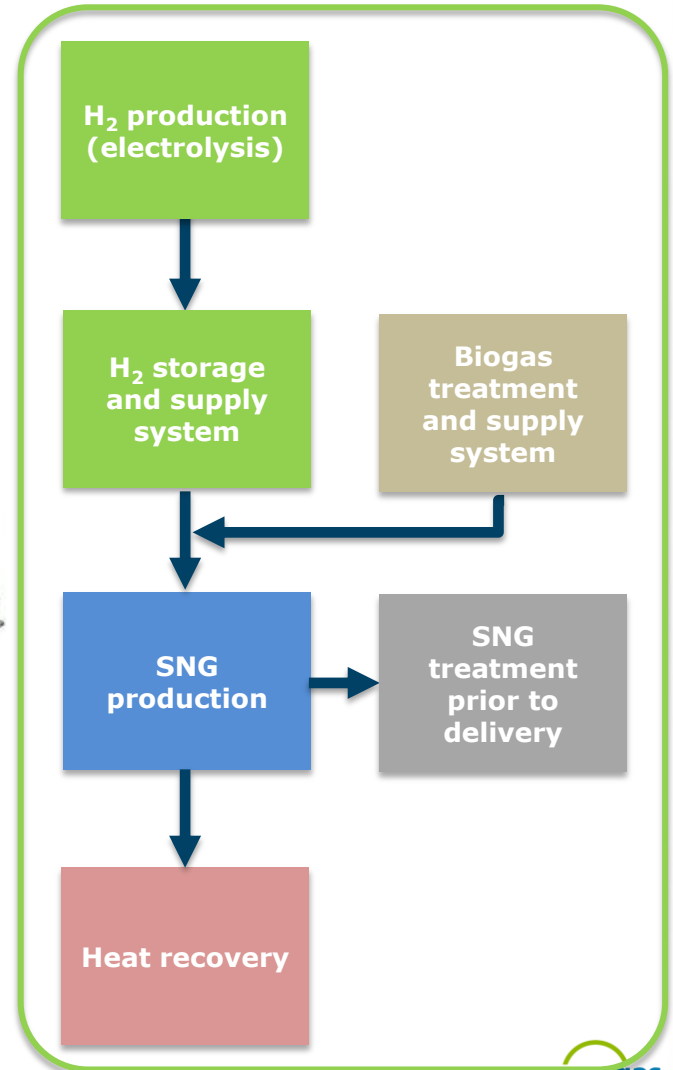 H₂ production
(electrolysis)
H₂ storage
and supply
system
Biogas
treatment
and supply
system
SNG
production
SNG
treatment
prior to
delivery
Heat recovery